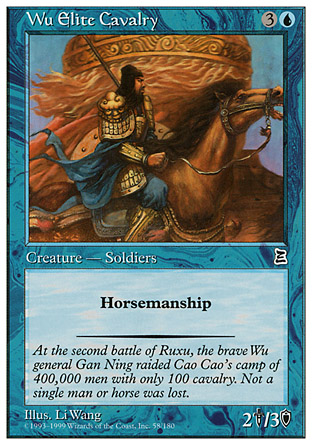 Wu Elite Cavalry 3
Creature — Soldiers
Horsemanship
At the second battle of Ruxu, the brave Wu
general Gan Ning raided Cao Cao's camp of
400,000 men with only 100 cavalry. Not a
single man or horse was lost.
Illus. Li Wang
©1993-1999 Wizards of the Coast, Inc. 58/180
2/3